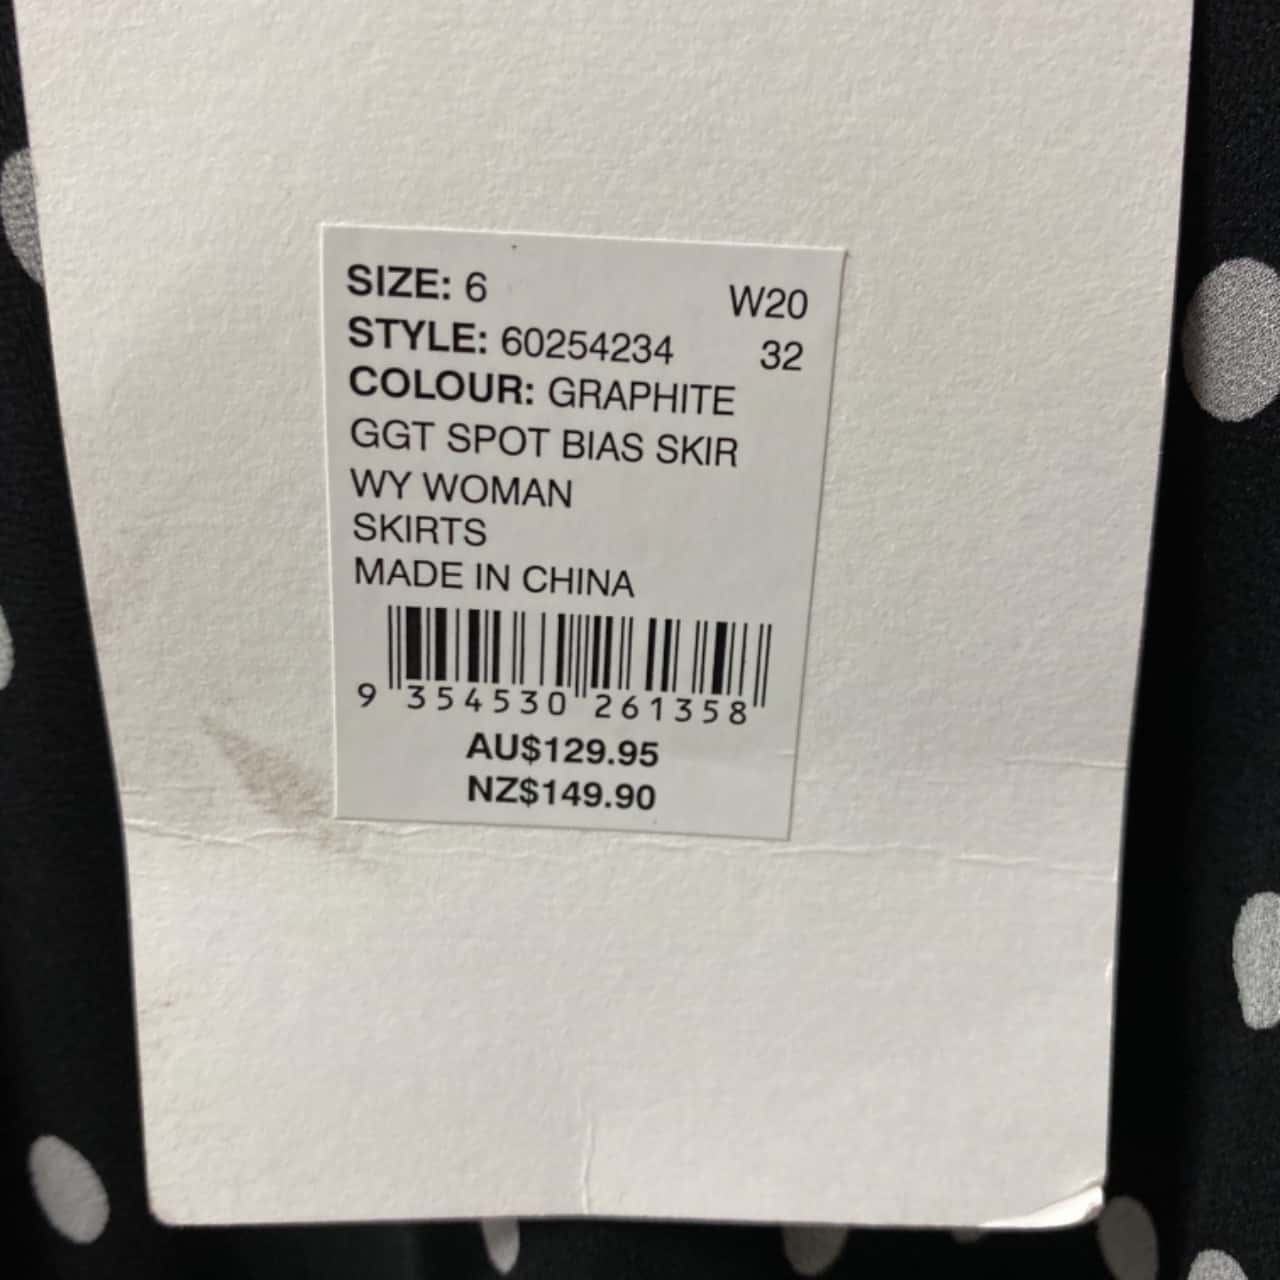 SIZE: 6 W20
STYLE: 60254234 32
COLOUR: GRAPHITE
GGT SPOT BIAS SKIR
WY WOMAN
SKIRTS
MADE IN CHINA
9 354530 261358
AU$129.95
NZ$149.90